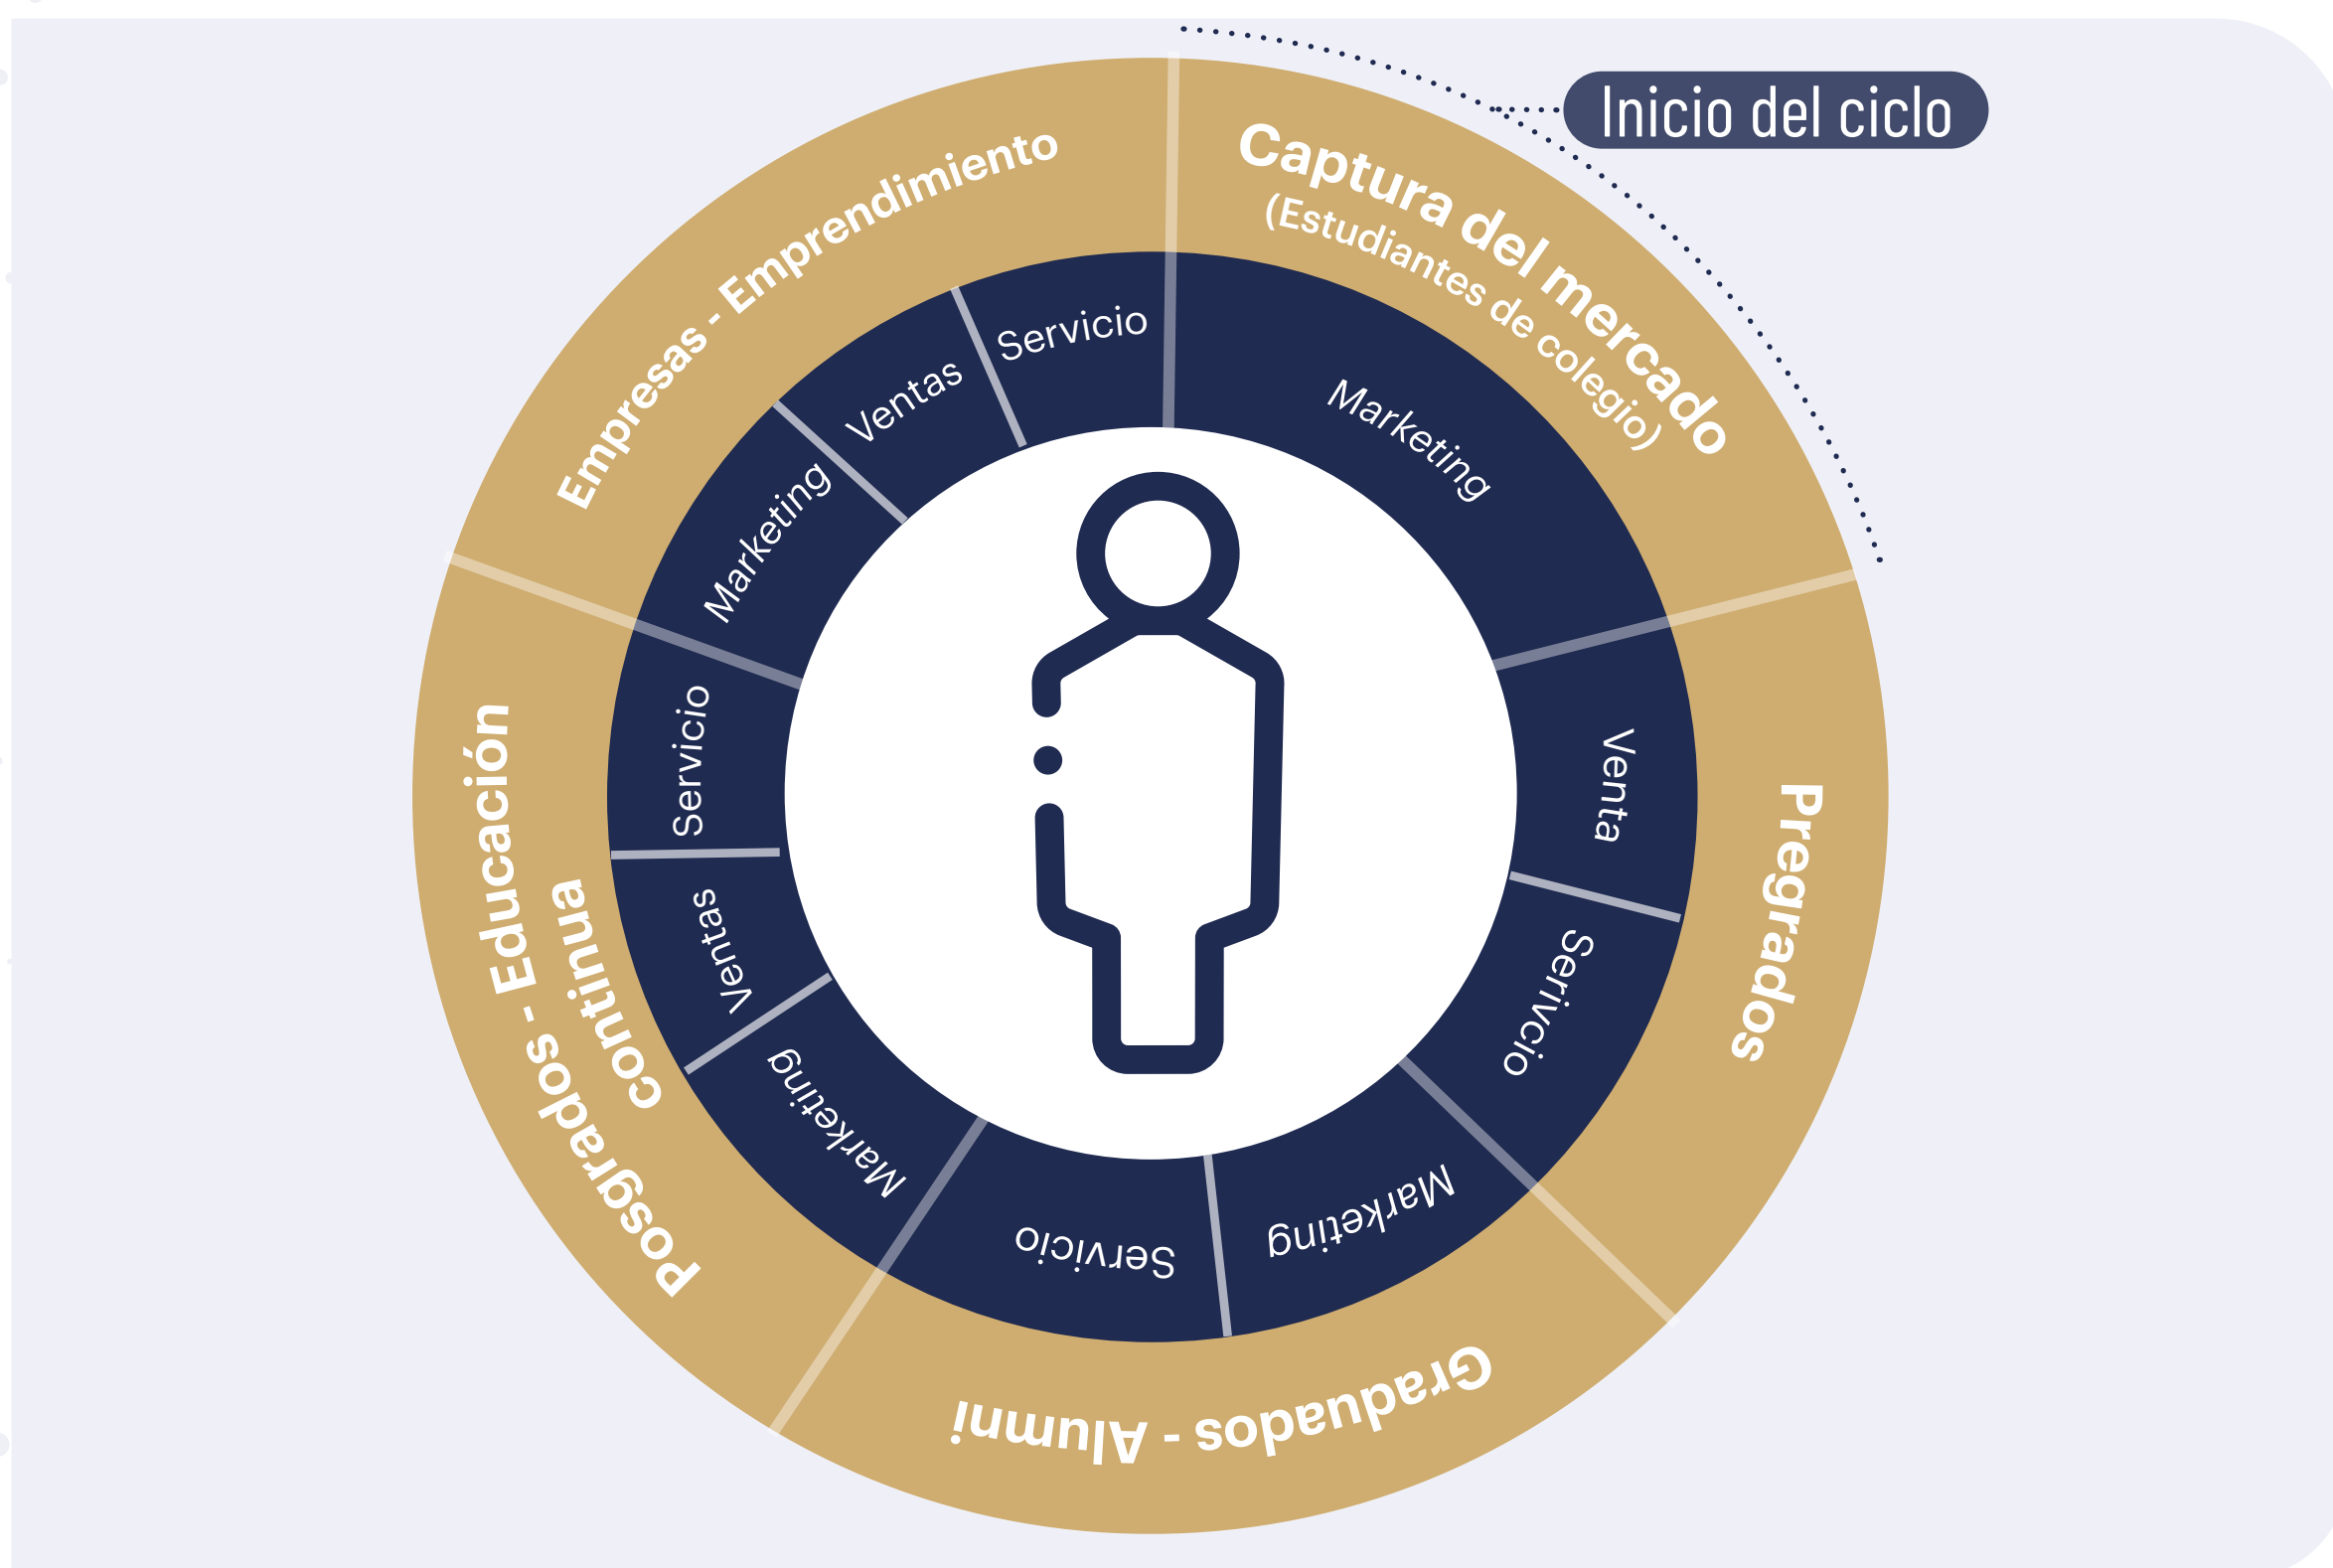 Inicio del ciclo
Captura del mercado
(Estudiantes de colegio)
Marketing
Pregrados
Venta
Servicio
Graduados - Alumni
Marketing
Servicio
Posgrados - Educación
continua
Marketing
Ventas
Servicio
Empresas - Emprendimiento
Marketing
Ventas
Servicio